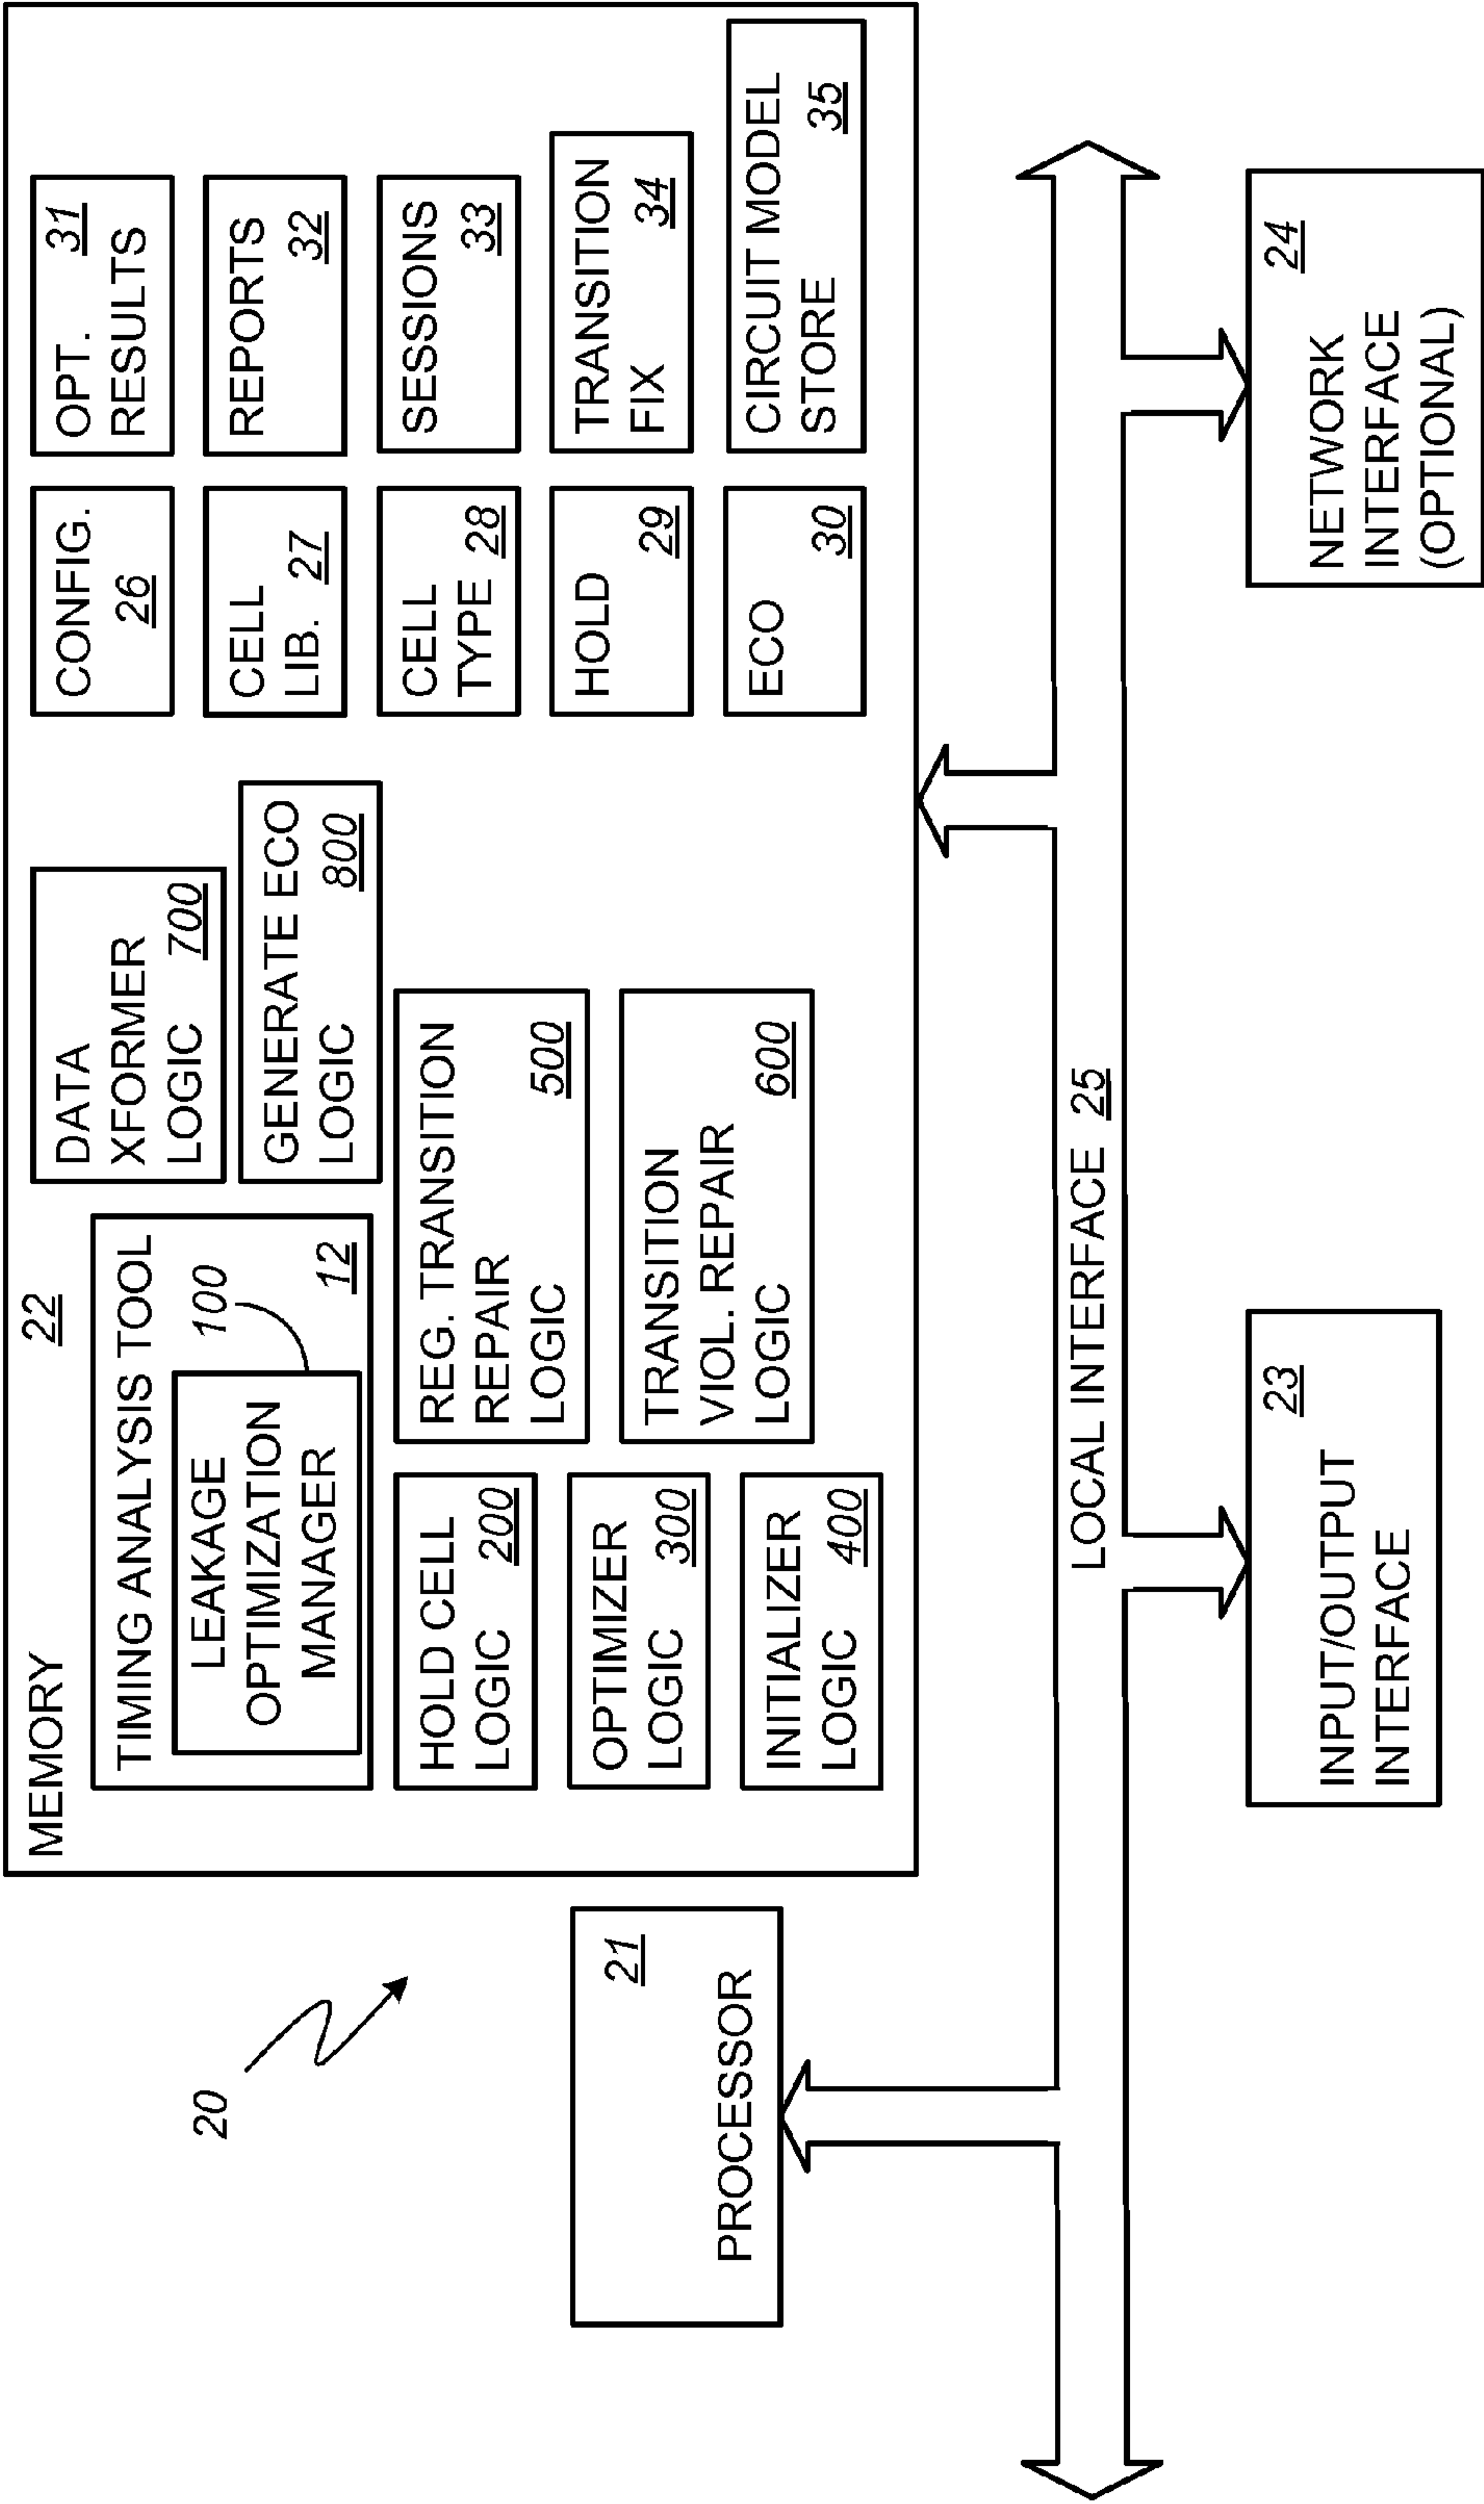 20
MEMORY
22
TIMING ANALYSIS TOOL
LEAKAGE
OPTIMIZATION
MANAGER
100
12
HOLD CELL
LOGIC 200
OPTIMIZER
LOGIC 300
INITIALIZER
LOGIC 400
DATA
XFORMER
LOGIC 700
GENERATE ECO
LOGIC 800
REG. TRANSITION
REPAIR
LOGIC 500
TRANSITION
VIOL. REPAIR
LOGIC 600
CONFIG.
26
CELL
LIB. 27
CELL
TYPE 28
HOLD
29
ECO
30
OPT. 31
RESULTS
REPORTS
32
SESSIONS
33
TRANSITION
FIX 34
CIRCUIT MODEL
STORE 35
21
PROCESSOR
LOCAL INTERFACE 25
23
INPUT/OUTPUT
INTERFACE
24
NETWORK
INTERFACE
(OPTIONAL)